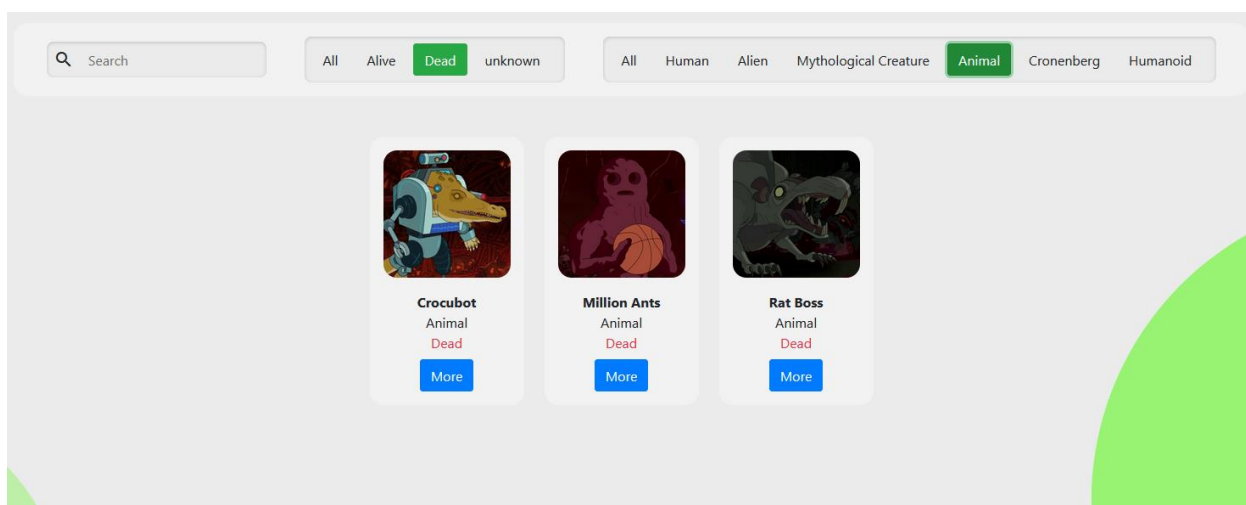 Search
All Alive Dead unknown
All Human Alien Mythological Creature Animal Cronenberg Humanoid
Crocubot
Animal
Dead
More
Million Ants
Animal
Dead
More
Rat Boss
Animal
Dead
More